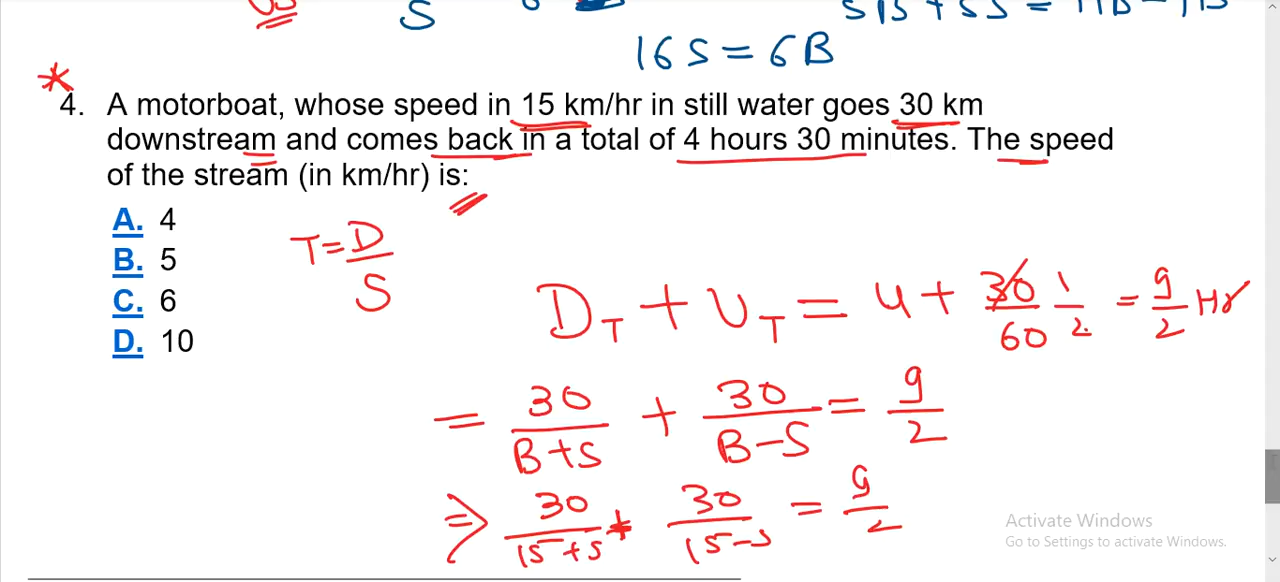 S
16 S = 6B
* 4. A motorboat, whose speed in 15 km/hr in still water goes 30 km
downstream and comes back in a total of 4 hours 30 minutes. The speed
of the stream (in km/hr) is:
A. 4
B. 5
C. 6
D. 10
T = D/S
D_T + U_T = 4 + 30/60 1/2 = 9/2 Hr
= 30/B+S + 30/B-S = 9/2
⇒ 30/15+S + 30/15-S = 9/2
Activate Windows
Go to Settings to activate Windows.